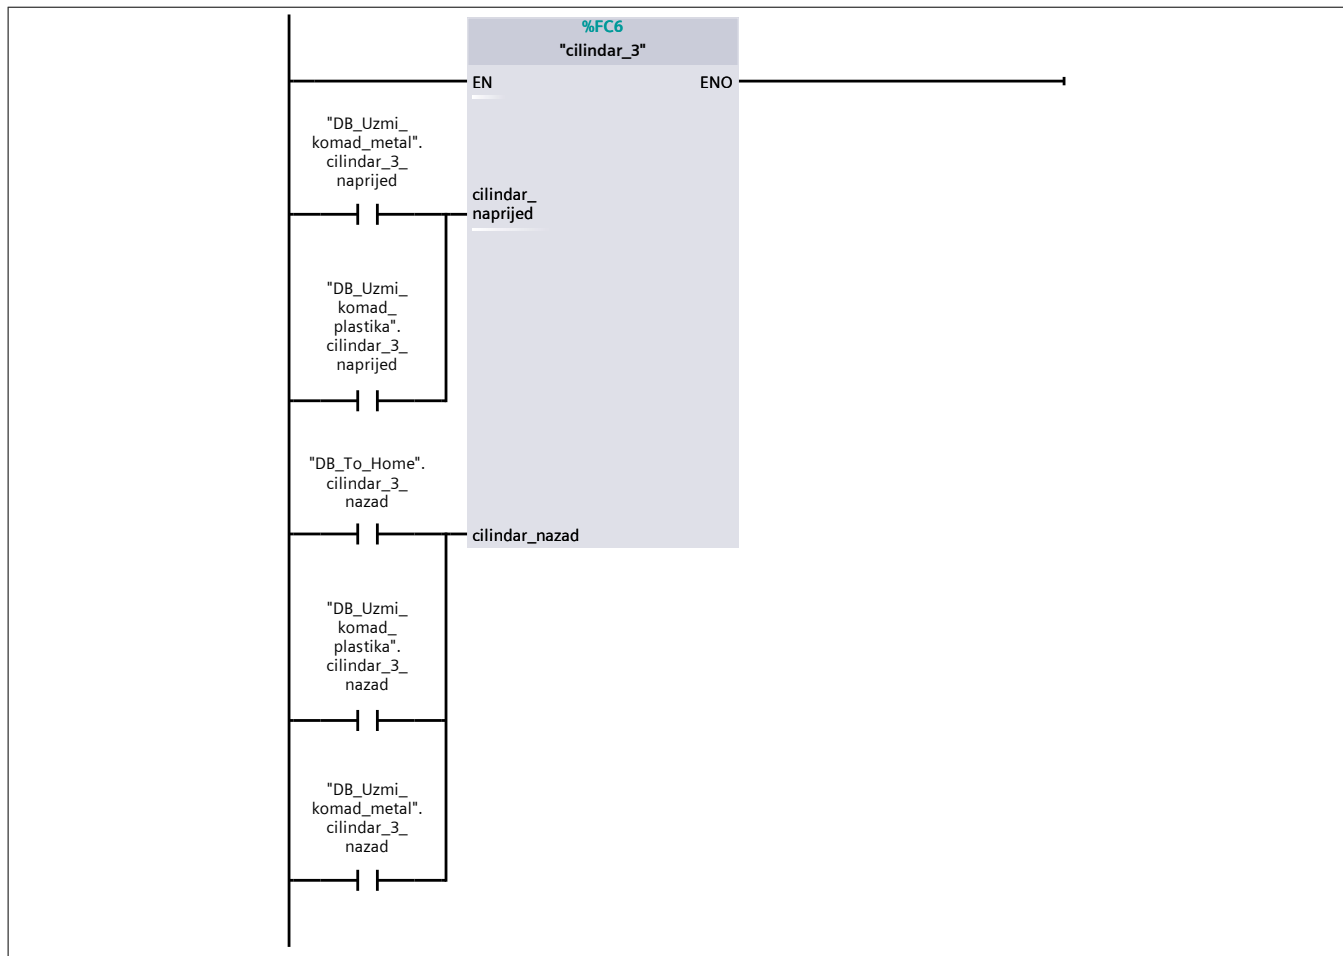 %FC6
"cilindar_3"
EN
ENO
"DB_Uzmi_
komad_metal".
cilindar_3_
naprijed
cilindar_
naprijed
"DB_Uzmi_
komad_
plastika".
cilindar_3_
naprijed
"DB_To_Home".
cilindar_3_
nazad
cilindar_nazad
"DB_Uzmi_
komad_
plastika".
cilindar_3_
nazad
"DB_Uzmi_
komad_metal".
cilindar_3_
nazad